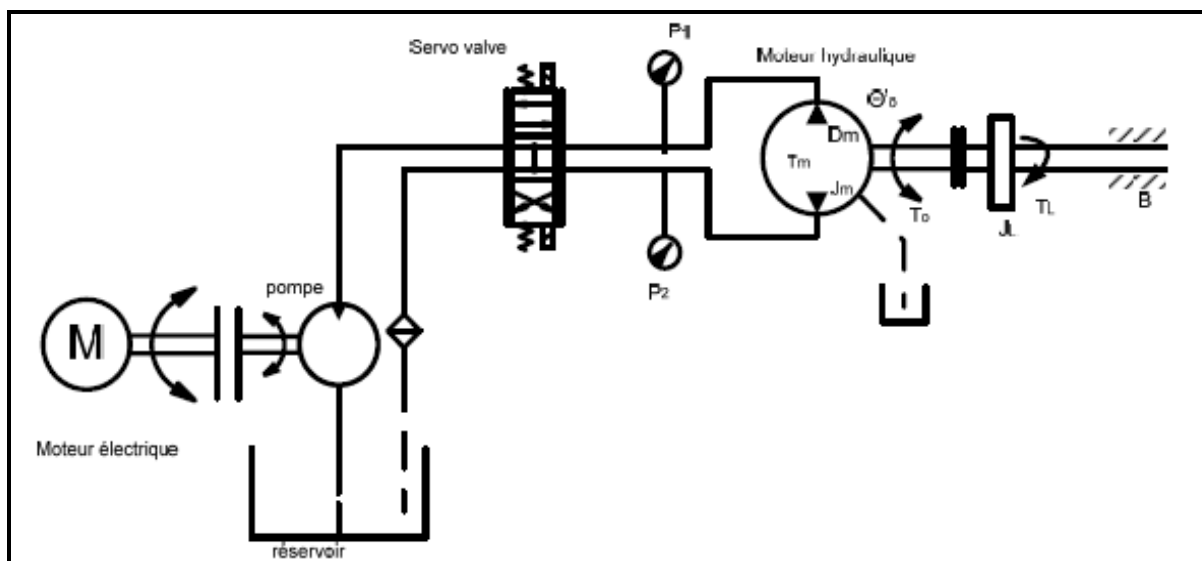 Servo valve
P1
Moteur hydraulique
Θ'o
Dm
Tm
Jm
To
TL
JL
B
P2
pompe
M
Moteur électrique
réservoir